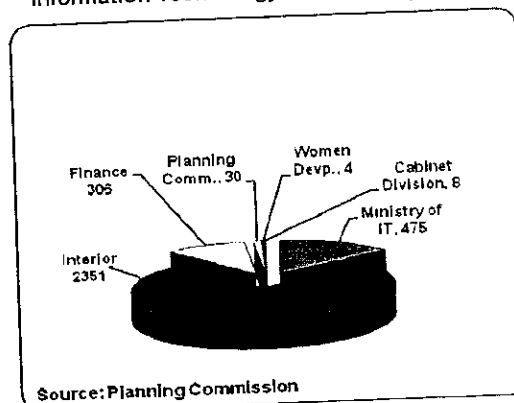 Information Technology
Finance
306
Planning
Comm., 30
Women
Devp., 4
Cabinet
Division, 8
Ministry of
IT, 475
Interior
2351
Source: Planning Commission